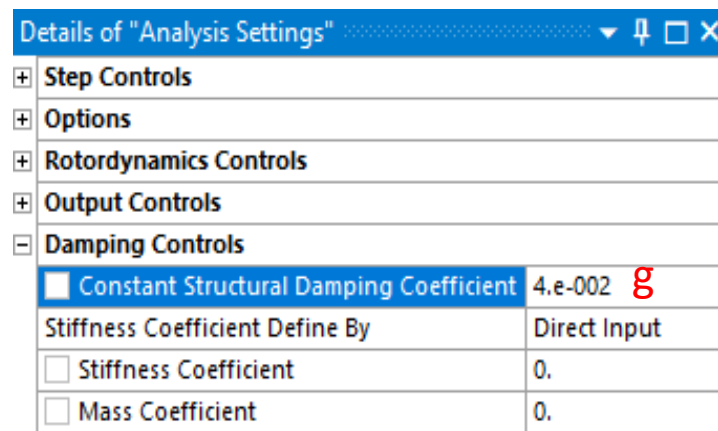 Details of "Analysis Settings"
Step Controls
Options
Rotordynamics Controls
Output Controls
Damping Controls
Constant Structural Damping Coefficient 4.e-002 g
Stiffness Coefficient Define By Direct Input
Stiffness Coefficient 0.
Mass Coefficient 0.